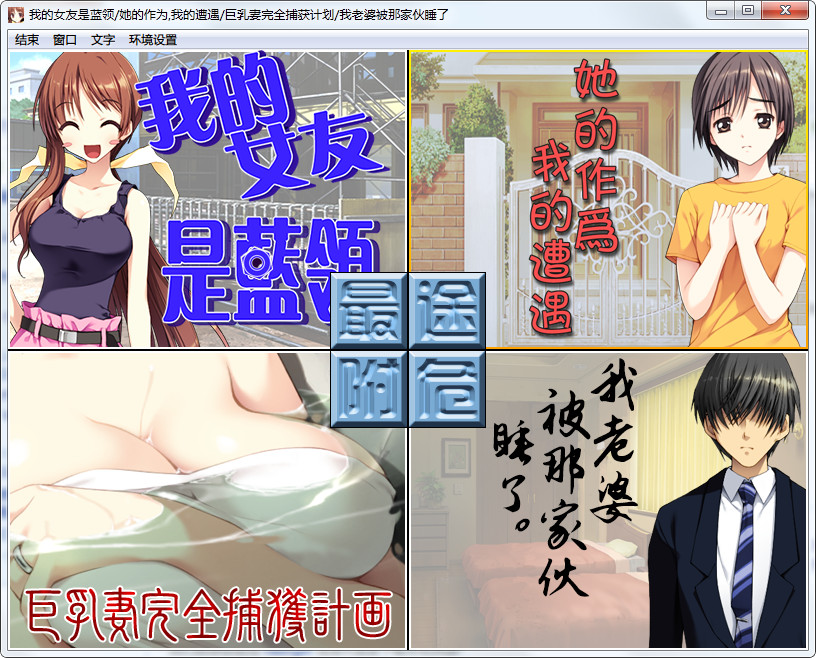 我的女友是蓝领/她的作为,我的遭遇/巨乳妻完全捕获计划/我老婆被那家伙睡了
结束 窗口 文字 环境设置
我的
女友
是藍領
她的作爲
我的遭遇
最途
附危
巨乳妻完全捕獲計画
我老婆
被那家伙
睡了。